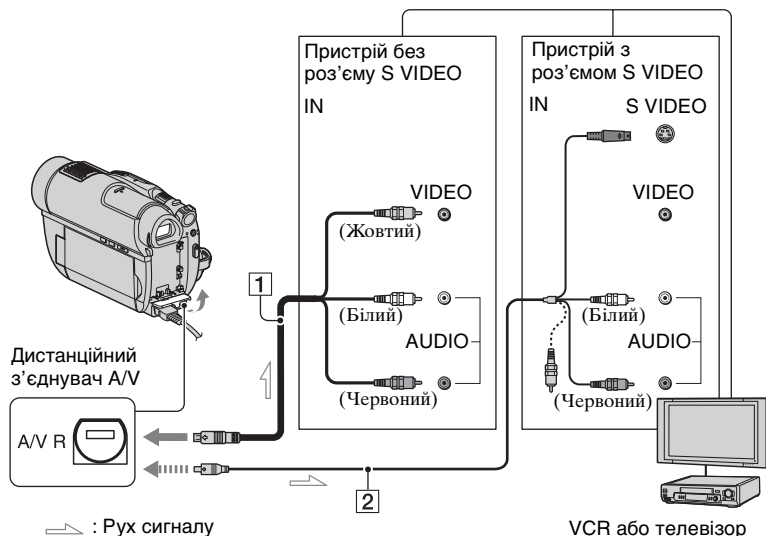 Пристрій без
роз’єму S VIDEO
IN
VIDEO
(Жовтий)
(Білий)
AUDIO
(Червоний)
Пристрій з
роз’ємом S VIDEO
IN
S VIDEO
VIDEO
(Білий)
AUDIO
(Червоний)
1
Дистанційний
з’єднувач A/V
A/V R
2
: Рух сигналу
VCR або телевізор